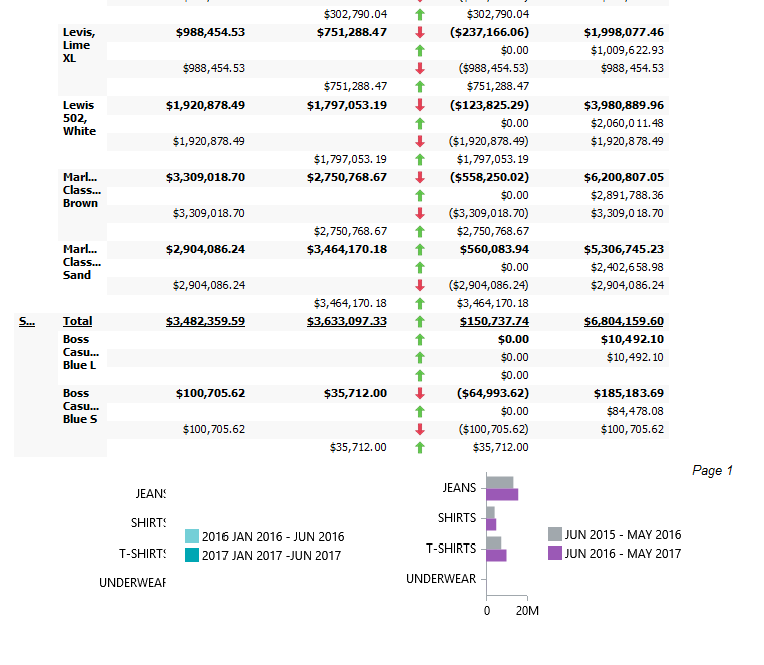 $302,790.04 $302,790.04
Levis, $988,454.53 $751,288.47 ($237,166.06) $1,998,077.46
Lime $0.00 $1,009,622.93
XL
$988,454.53 ($988,454.53) $988,454.53
$751,288.47 $751,288.47
Lewis $1,920,878.49 $1,797,053.19 ($123,825.29) $3,980,889.96
502, $0.00 $2,060,011.48
White
$1,920,878.49 ($1,920,878.49) $1,920,878.49
$1,797,053.19 $1,797,053.19
Marl... $3,309,018.70 $2,750,768.67 ($558,250.02) $6,200,807.05
Class... $0.00 $2,891,788.36
Brown
$3,309,018.70 ($3,309,018.70) $3,309,018.70
$2,750,768.67 $2,750,768.67
Marl... $2,904,086.24 $3,464,170.18 $560,083.94 $5,306,745.23
Class... $0.00 $2,402,658.98
Sand
$2,904,086.24 ($2,904,086.24) $2,904,086.24
$3,464,170.18 $3,464,170.18
S... Total $3,482,359.59 $3,633,097.33 $150,737.74 $6,804,159.60
Boss $0.00 $10,492.10
Casu... $0.00 $10,492.10
Blue L
$0.00
Boss $100,705.62 $35,712.00 ($64,993.62) $185,183.69
Casu... $0.00 $84,478.08
Blue S
$100,705.62 ($100,705.62) $100,705.62
$35,712.00 $35,712.00
Page 1
JEANS
SHIRTS
T-SHIRTS
UNDERWEAR
2016 JAN 2016 - JUN 2016
2017 JAN 2017 -JUN 2017
JEANS
SHIRTS
T-SHIRTS
UNDERWEAR
0 20M
JUN 2015 - MAY 2016
JUN 2016 - MAY 2017